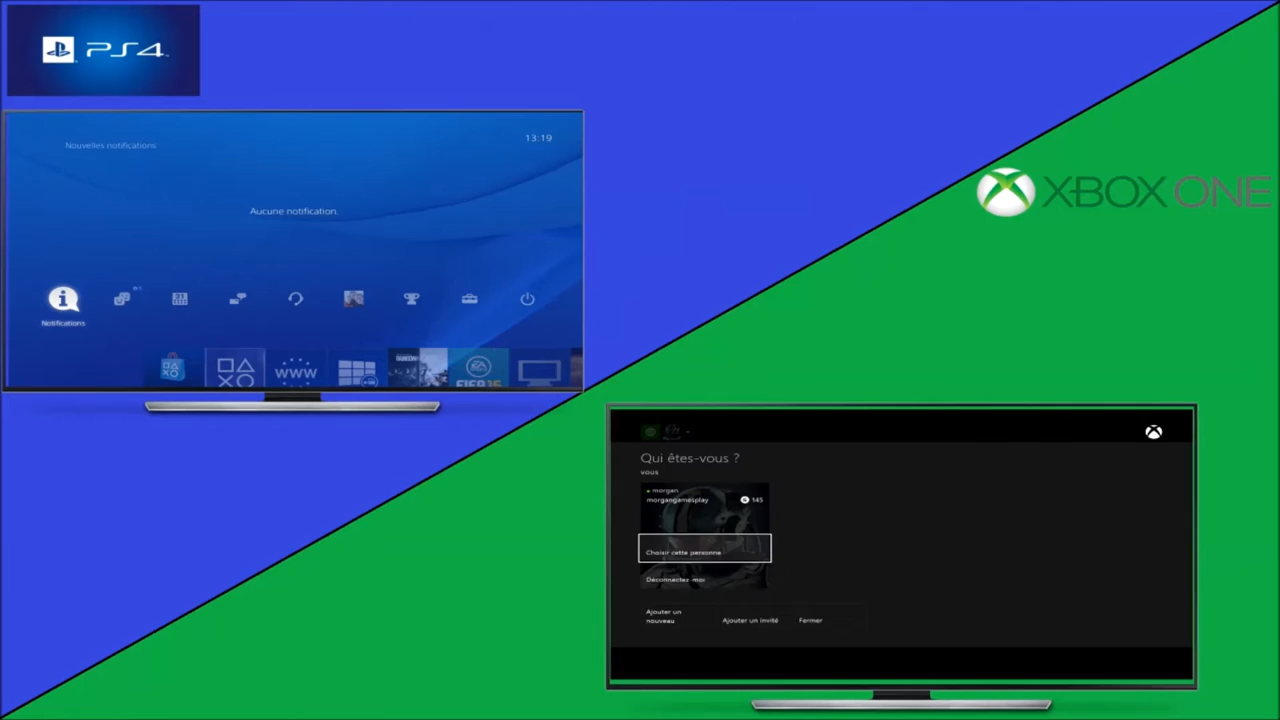 PS4
Nouvelles notifications
13:19
Aucune notification.
Notifications
WWW
XBOX ONE
Qui êtes-vous ?
vous
morgan
morgangamesplay
G 145
Choisir cette personne
Déconnectez-moi
Ajouter un nouveau
Ajouter un invité
Fermer